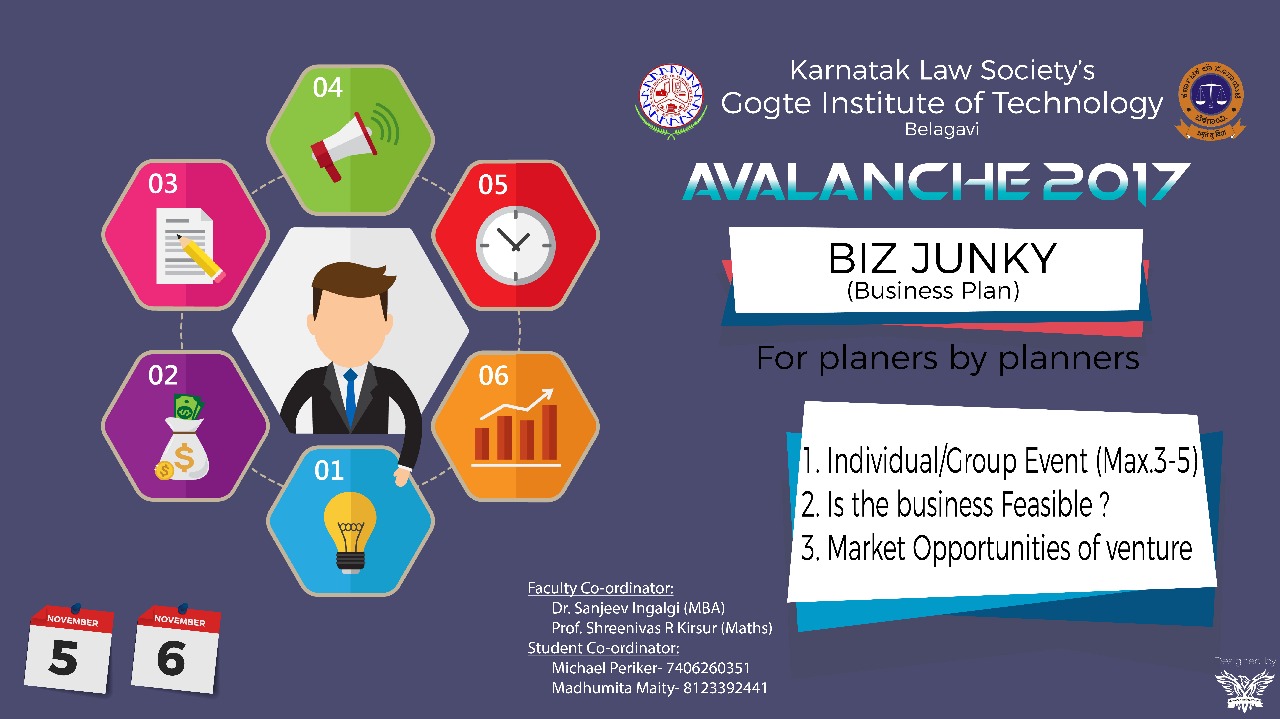 04
03
05
02
06
01
NOVEMBER
5
NOVEMBER
6
Karnatak Law Society's
Gogte Institute of Technology
Belagavi
AVALANCHE 2017
BIZ JUNKY
(Business Plan)
For planers by planners
1. Individual/Group Event (Max.3-5)
2. Is the business Feasible ?
3. Market Opportunities of venture
Faculty Co-ordinator:
Dr. Sanjeev Ingalgi (MBA)
Prof. Shreenivas R Kirsur (Maths)
Student Co-ordinator:
Michael Periker- 7406260351
Madhumita Maity- 8123392441
Designed by